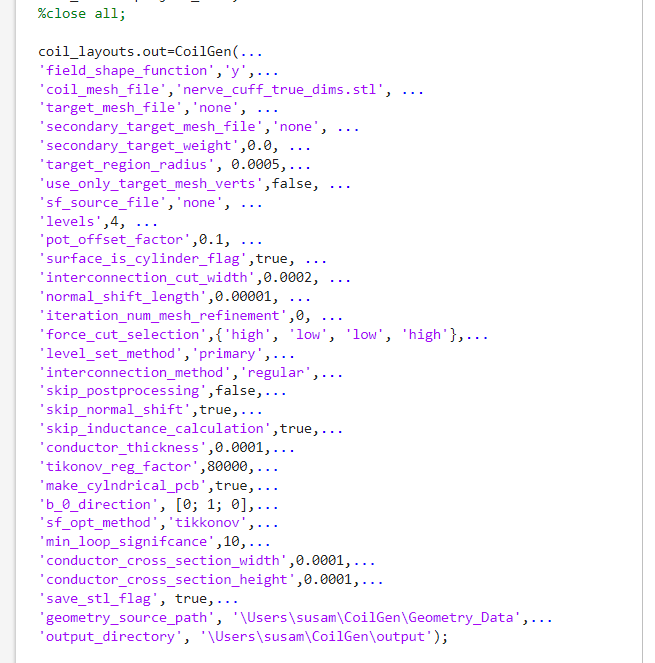 %close all;
coil_layouts.out=CoilGen(...
'field_shape_function','y',...
'coil_mesh_file','nerve_cuff_true_dims.stl', ...
'target_mesh_file','none', ...
'secondary_target_mesh_file','none', ...
'secondary_target_weight',0.0, ...
'target_region_radius', 0.0005,...
'use_only_target_mesh_verts',false, ...
'sf_source_file','none', ...
'levels',4, ...
'pot_offset_factor',0.1, ...
'surface_is_cylinder_flag',true, ...
'interconnection_cut_width',0.0002, ...
'normal_shift_length',0.00001, ...
'iteration_num_mesh_refinement',0, ...
'force_cut_selection',{'high', 'low', 'low', 'high'},...
'level_set_method','primary',...
'interconnection_method','regular',...
'skip_postprocessing',false,...
'skip_normal_shift',true,...
'skip_inductance_calculation',true,...
'conductor_thickness',0.0001,...
'tikonov_reg_factor',80000,...
'make_cylndrical_pcb',true,...
'b_0_direction', [0; 1; 0],...
'sf_opt_method','tikkonov',...
'min_loop_signifcance',10,...
'conductor_cross_section_width',0.0001,...
'conductor_cross_section_height',0.0001,...
'save_stl_flag', true,...
'geometry_source_path', '\Users\susam\CoilGen\Geometry_Data',...
'output_directory', '\Users\susam\CoilGen\output');